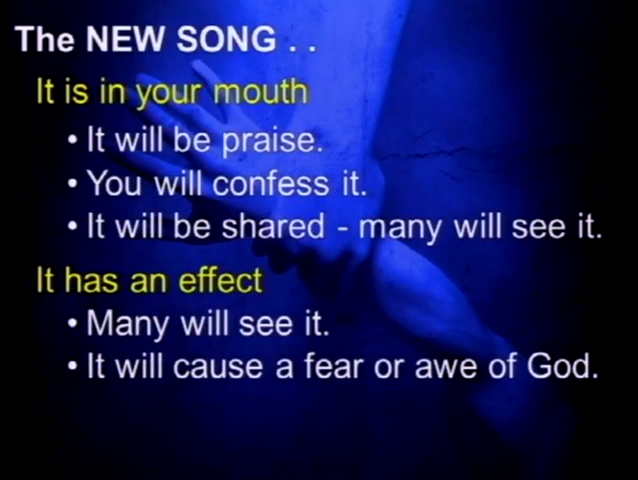 The NEW SONG . .
It is in your mouth
• It will be praise.
• You will confess it.
• It will be shared - many will see it.
It has an effect
• Many will see it.
• It will cause a fear or awe of God.